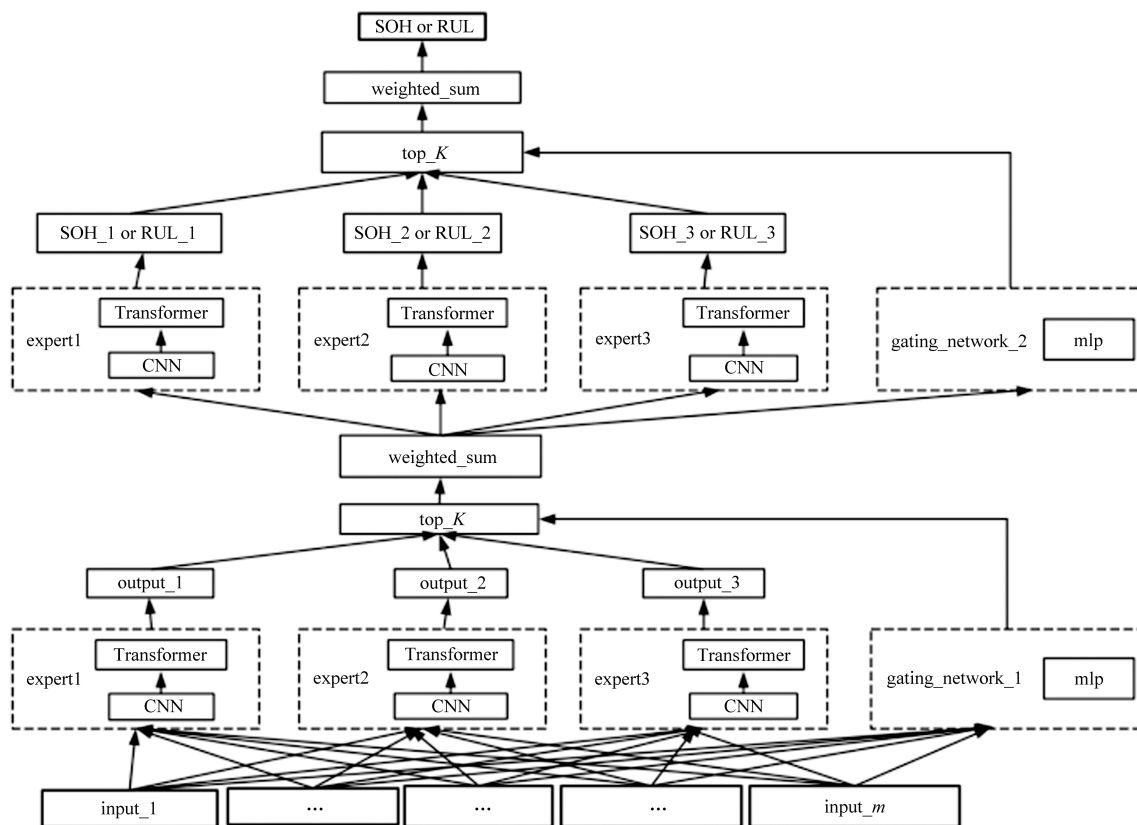 SOH or RUL
weighted_sum
top_K
SOH_1 or RUL_1
SOH_2 or RUL_2
SOH_3 or RUL_3
expert1
Transformer
CNN
expert2
Transformer
CNN
expert3
Transformer
CNN
gating_network_2
mlp
weighted_sum
top_K
output_1
output_2
output_3
expert1
Transformer
CNN
expert2
Transformer
CNN
expert3
Transformer
CNN
gating_network_1
mlp
input_1
...
...
...
input_m